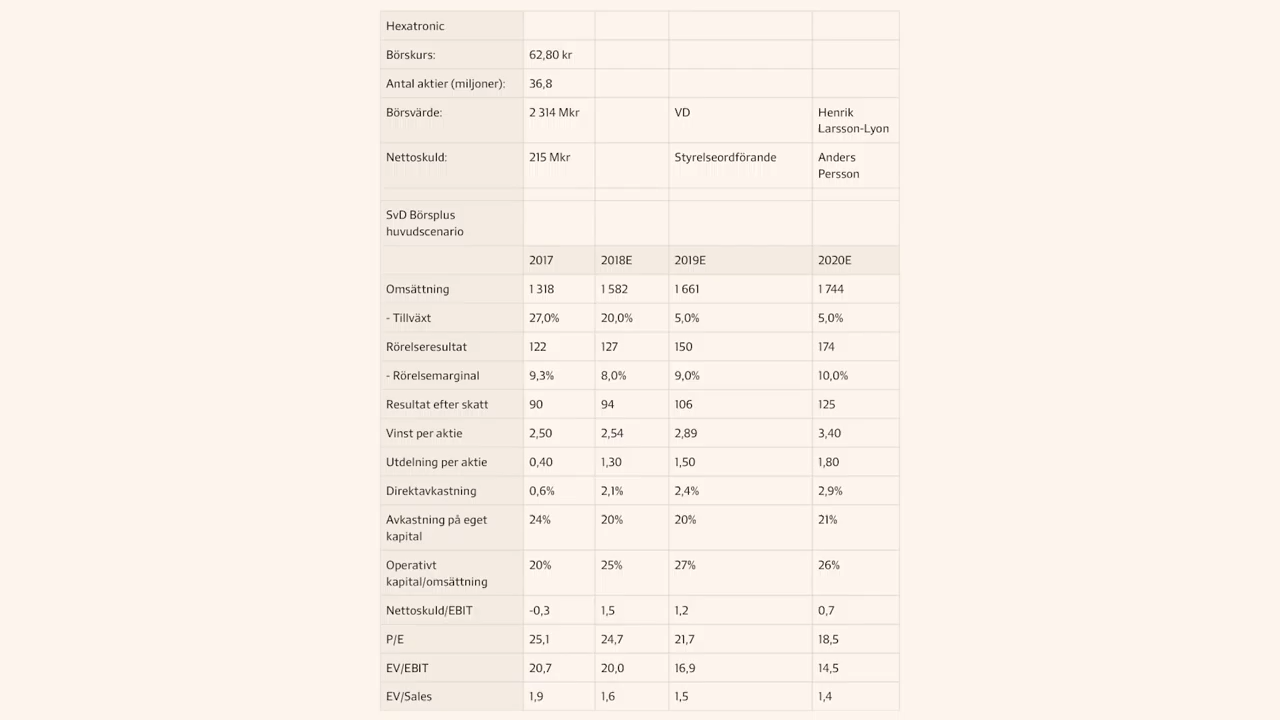 Hexatronic
Börskurs: 62,80 kr
Antal aktier (miljoner): 36,8
Börsvärde: 2 314 Mkr VD Henrik
Larsson-Lyon
Nettoskuld: 215 Mkr Styrelseordförande Anders
Persson
SvD Börsplus
huvudscenario
2017 2018E 2019E 2020E
Omsättning 1 318 1 582 1 661 1 744
- Tillväxt 27,0% 20,0% 5,0% 5,0%
Rörelseresultat 122 127 150 174
- Rörelsemarginal 9,3% 8,0% 9,0% 10,0%
Resultat efter skatt 90 94 106 125
Vinst per aktie 2,50 2,54 2,89 3,40
Utdelning per aktie 0,40 1,30 1,50 1,80
Direktavkastning 0,6% 2,1% 2,4% 2,9%
Avkastning på eget 24% 20% 20% 21%
kapital
Operativt 20% 25% 27% 26%
kapital/omsättning
Nettoskuld/EBIT -0,3 1,5 1,2 0,7
P/E 25,1 24,7 21,7 18,5
EV/EBIT 20,7 20,0 16,9 14,5
EV/Sales 1,9 1,6 1,5 1,4